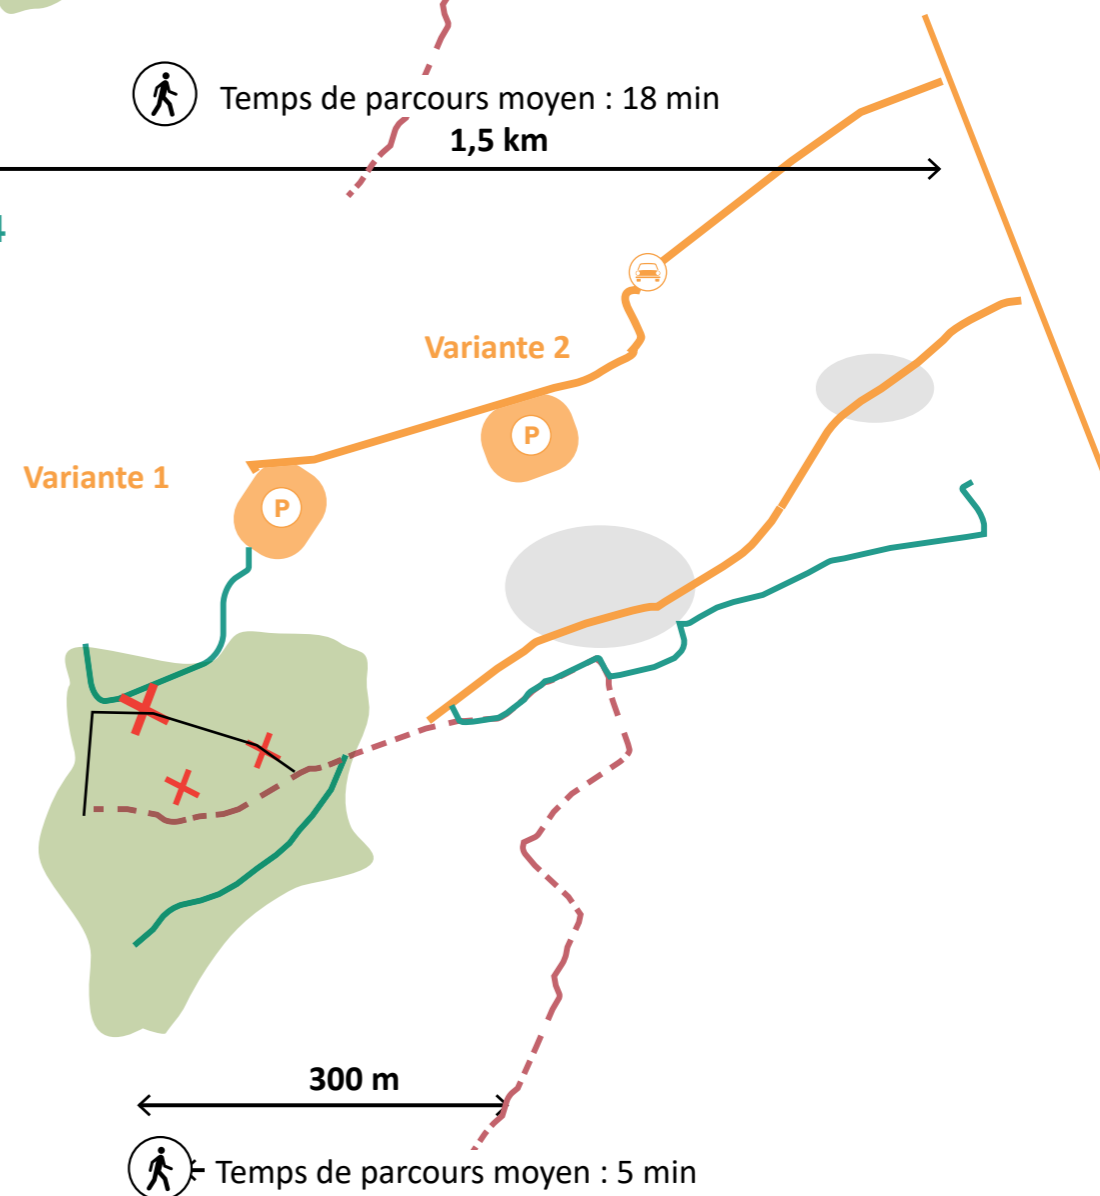 Temps de parcours moyen : 18 min
1,5 km
4
Variante 2
P
Variante 1
P
300 m
Temps de parcours moyen : 5 min